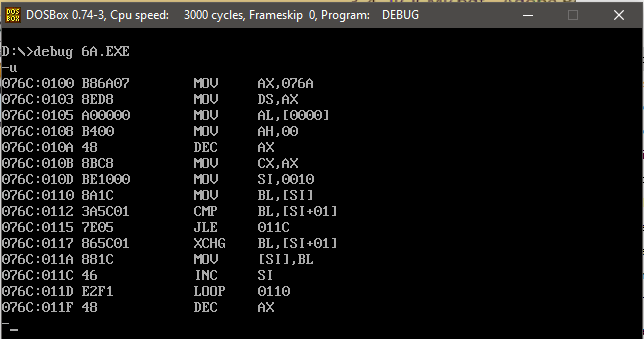 DOSBox 0.74-3, Cpu speed: 3000 cycles, Frameskip 0, Program: DEBUG
D:\>debug 6A.EXE
-u
076C:0100 B86A07 MOV AX,076A
076C:0103 8ED8 MOV DS,AX
076C:0105 A00000 MOV AL,[0000]
076C:0108 B400 MOV AH,00
076C:010A 48 DEC AX
076C:010B 8BC8 MOV CX,AX
076C:010D BE1000 MOV SI,0010
076C:0110 8A1C MOV BL,[SI]
076C:0112 3A5C01 CMP BL,[SI+01]
076C:0115 7E05 JLE 011C
076C:0117 865C01 XCHG BL,[SI+01]
076C:011A 881C MOV [SI],BL
076C:011C 46 INC SI
076C:011D E2F1 LOOP 0110
076C:011F 48 DEC AX
-_